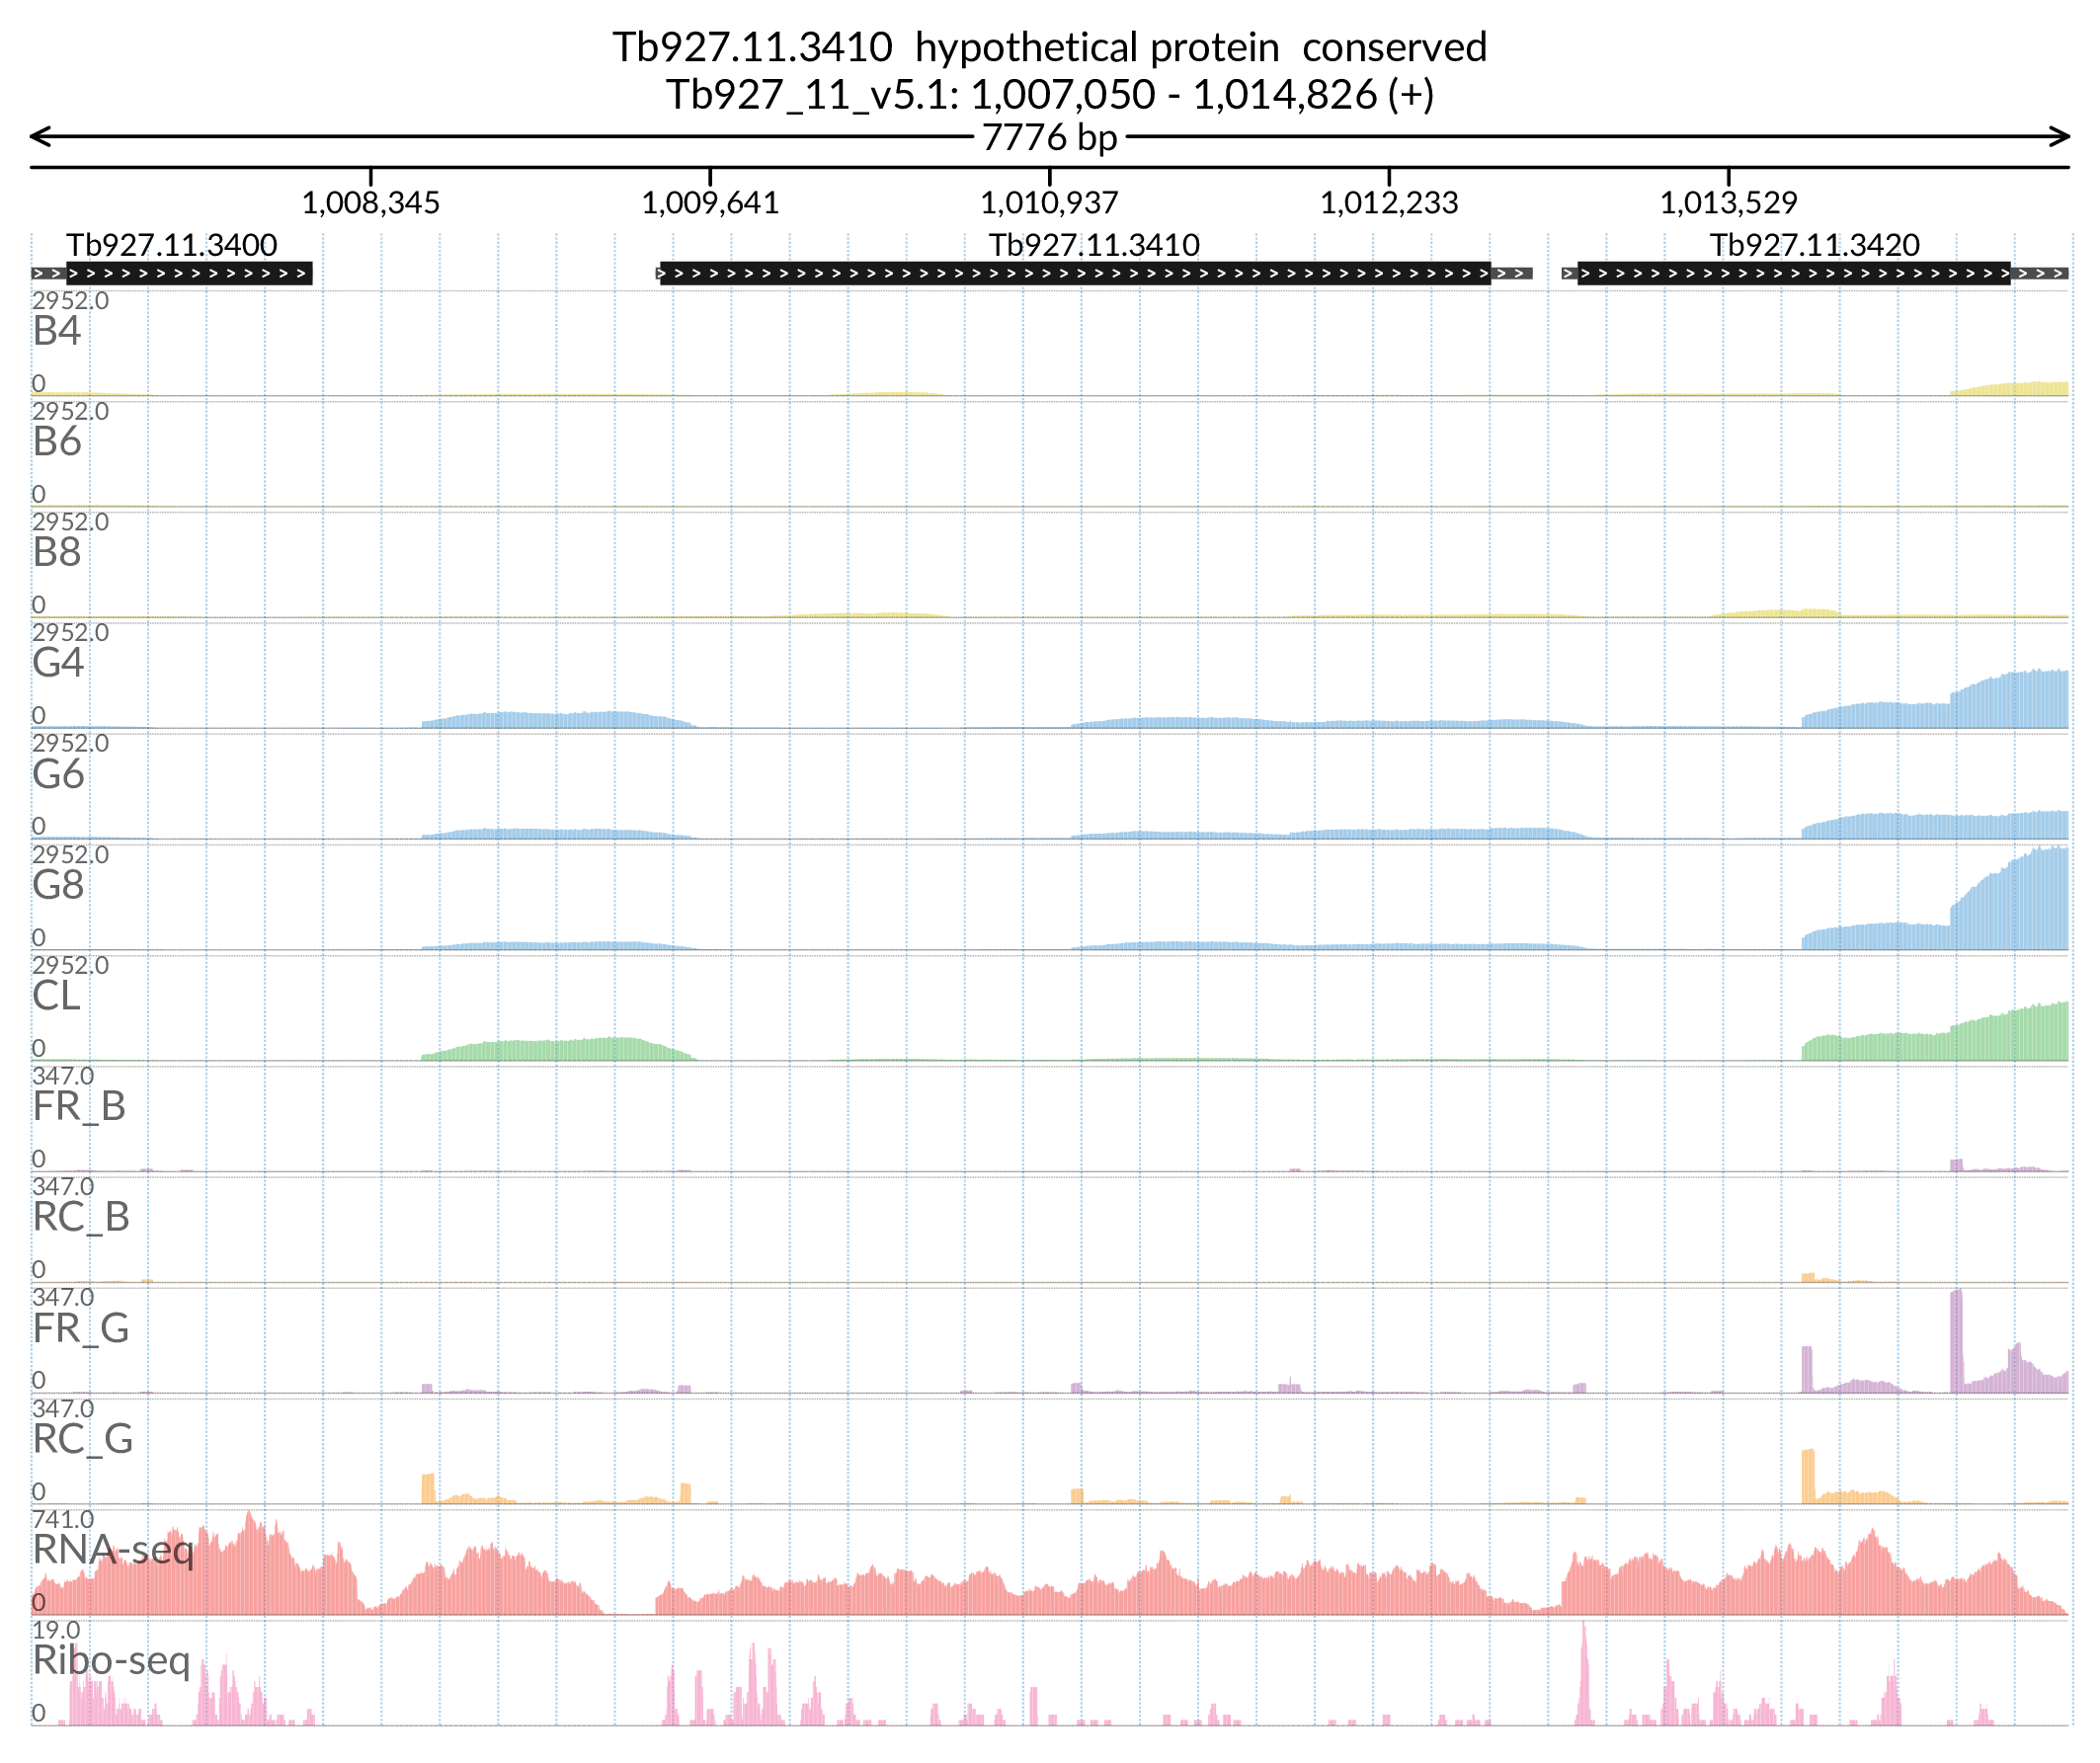 Tb927.11.3410 hypothetical protein conserved
Tb927_11_v5.1: 1,007,050 - 1,014,826 (+)
7776 bp
1,008,345 1,009,641 1,010,937 1,012,233 1,013,529
Tb927.11.3400 Tb927.11.3410 Tb927.11.3420
2952.0
B4
0
2952.0
B6
0
2952.0
B8
0
2952.0
G4
0
2952.0
G6
0
2952.0
G8
0
2952.0
CL
0
347.0
FR_B
0
347.0
RC_B
0
347.0
FR_G
0
347.0
RC_G
0
741.0
RNA-seq
0
19.0
Ribo-seq
0